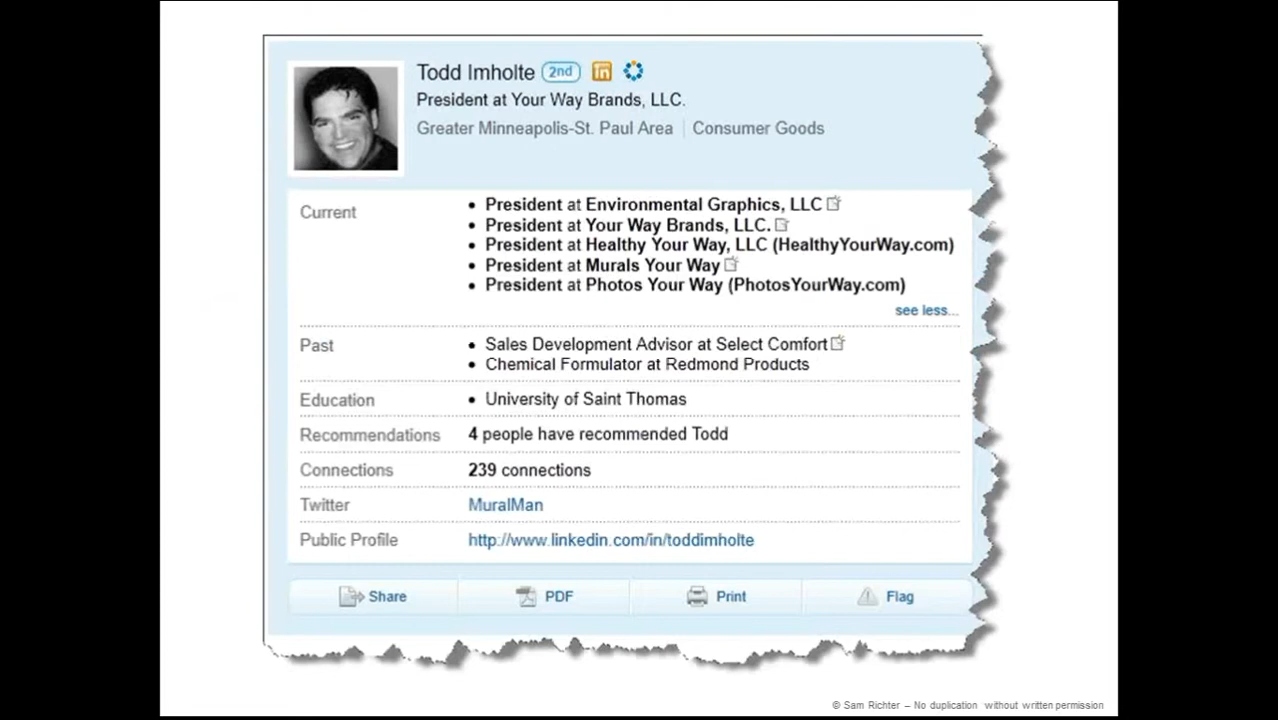 Todd Imholte 2nd in
President at Your Way Brands, LLC.
Greater Minneapolis-St. Paul Area | Consumer Goods
Current
• President at Environmental Graphics, LLC
• President at Your Way Brands, LLC.
• President at Healthy Your Way, LLC (HealthyYourWay.com)
• President at Murals Your Way
• President at Photos Your Way (PhotosYourWay.com)
see less...
Past
• Sales Development Advisor at Select Comfort
• Chemical Formulator at Redmond Products
Education • University of Saint Thomas
Recommendations 4 people have recommended Todd
Connections 239 connections
Twitter MuralMan
Public Profile http://www.linkedin.com/in/toddimholte
Share PDF Print Flag
© Sam Richter – No duplication without written permission